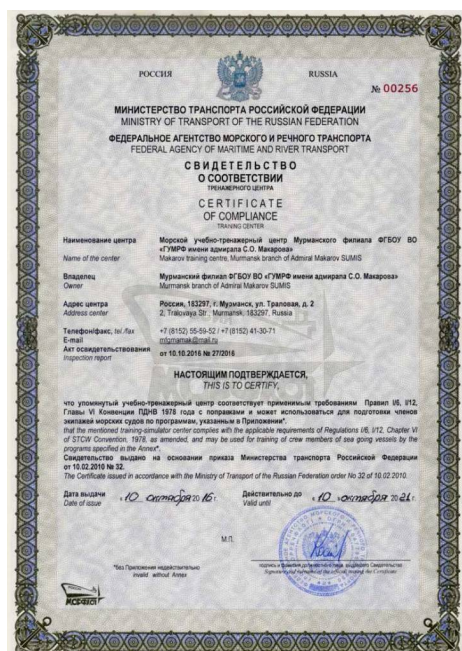 РОССИЯ RUSSIA
№ 00256
МИНИСТЕРСТВО ТРАНСПОРТА РОССИЙСКОЙ ФЕДЕРАЦИИ
MINISTRY OF TRANSPORT OF THE RUSSIAN FEDERATION
ФЕДЕРАЛЬНОЕ АГЕНТСТВО МОРСКОГО И РЕЧНОГО ТРАНСПОРТА
FEDERAL AGENCY OF MARITIME AND RIVER TRANSPORT
СВИДЕТЕЛЬСТВО
О СООТВЕТСТВИИ
ТРЕНАЖЕРНОГО ЦЕНТРА
CERTIFICATE
OF COMPLIANCE
TRAINING CENTER
Наименование центра Морской учебно-тренажерный центр Мурманского филиала ФГБОУ ВО
«ГУМРФ имени адмирала С.О. Макарова»
Name of the center Makarov training centre, Murmansk branch of Admiral Makarov SUMIS
Владелец Мурманский филиал ФГБОУ ВО «ГУМРФ имени адмирала С.О. Макарова»
Owner Murmansk branch of Admiral Makarov SUMIS
Адрес центра Россия, 183297, г. Мурманск, ул. Траловая, д. 2
Address center 2, Tralovaya Str., Murmansk, 183297, Russia
Телефон/факс, tel./fax +7 (8152) 55-59-52 / +7 (8152) 41-30-71
E-mail mfgmamak@mail.ru
Акт освидетельствования от 10.10.2016 № 27/2016
Inspection report
НАСТОЯЩИМ ПОДТВЕРЖДАЕТСЯ,
THIS IS TO CERTIFY,
что упомянутый учебно-тренажерный центр соответствует применимым требованиям Правил I/6, I/12,
Главы VI Конвенции ПДНВ 1978 года с поправками и может использоваться для подготовки членов
экипажей морских судов по программам, указанным в Приложении*.
that the mentioned training-simulator center complies with the applicable requirements of Regulations I/6, I/12, Chapter VI
of STCW Convention, 1978, as amended, and may be used for training of crew members of sea going vessels by the
programs specified in the Annex*.
Свидетельство выдано на основании приказа Министерства транспорта Российской Федерации
от 10.02.2010 № 32.
The Certificate issued in accordance with the Ministry of Transport of the Russian Federation order No 32 of 10.02.2010.
Дата выдачи «10» октября 2016г. Действительно до «10» октября 2021г.
Date of issue Valid until
М.П.
*без Приложения недействительно
invalid without Annex
МОРФЛОТ